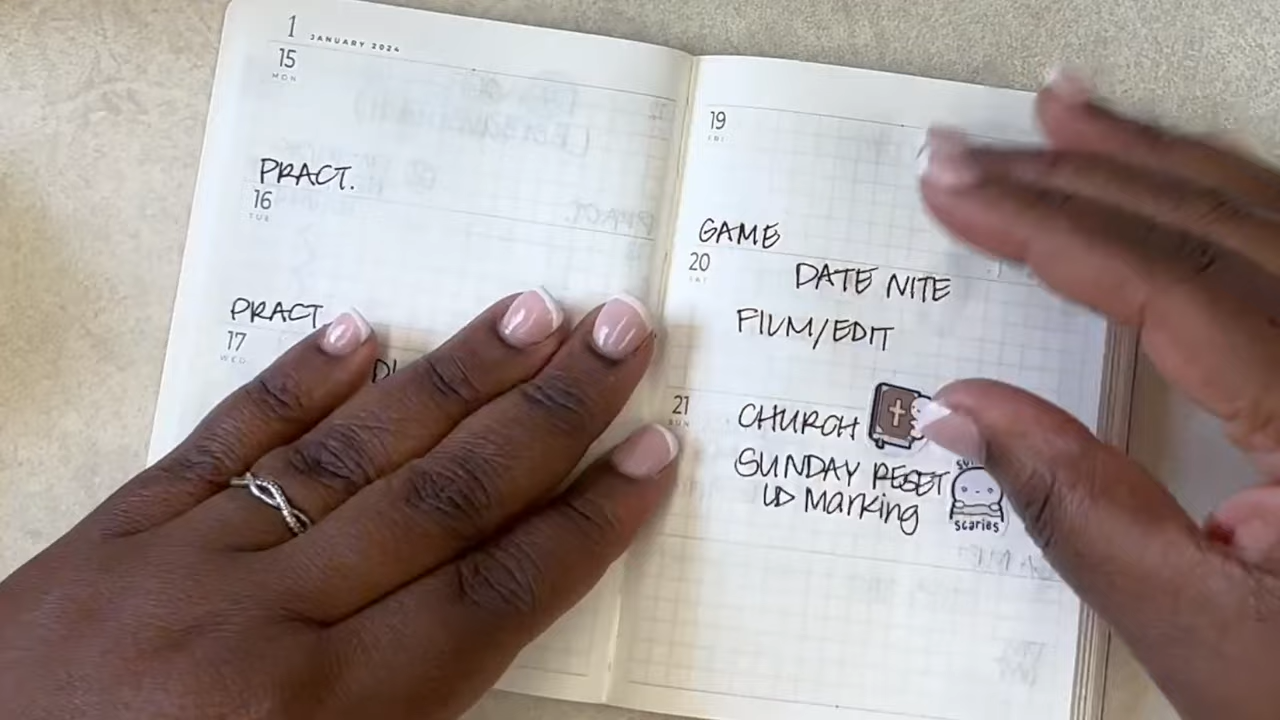 1 JANUARY 2024
15
MON
PRACT.
16
TUE
PRACT
17
WED
19
FRI
GAME
20
SAT
DATE NITE
FILM/EDIT
21
SUN
CHURCH
SUNDAY RESET
scaries
Marking